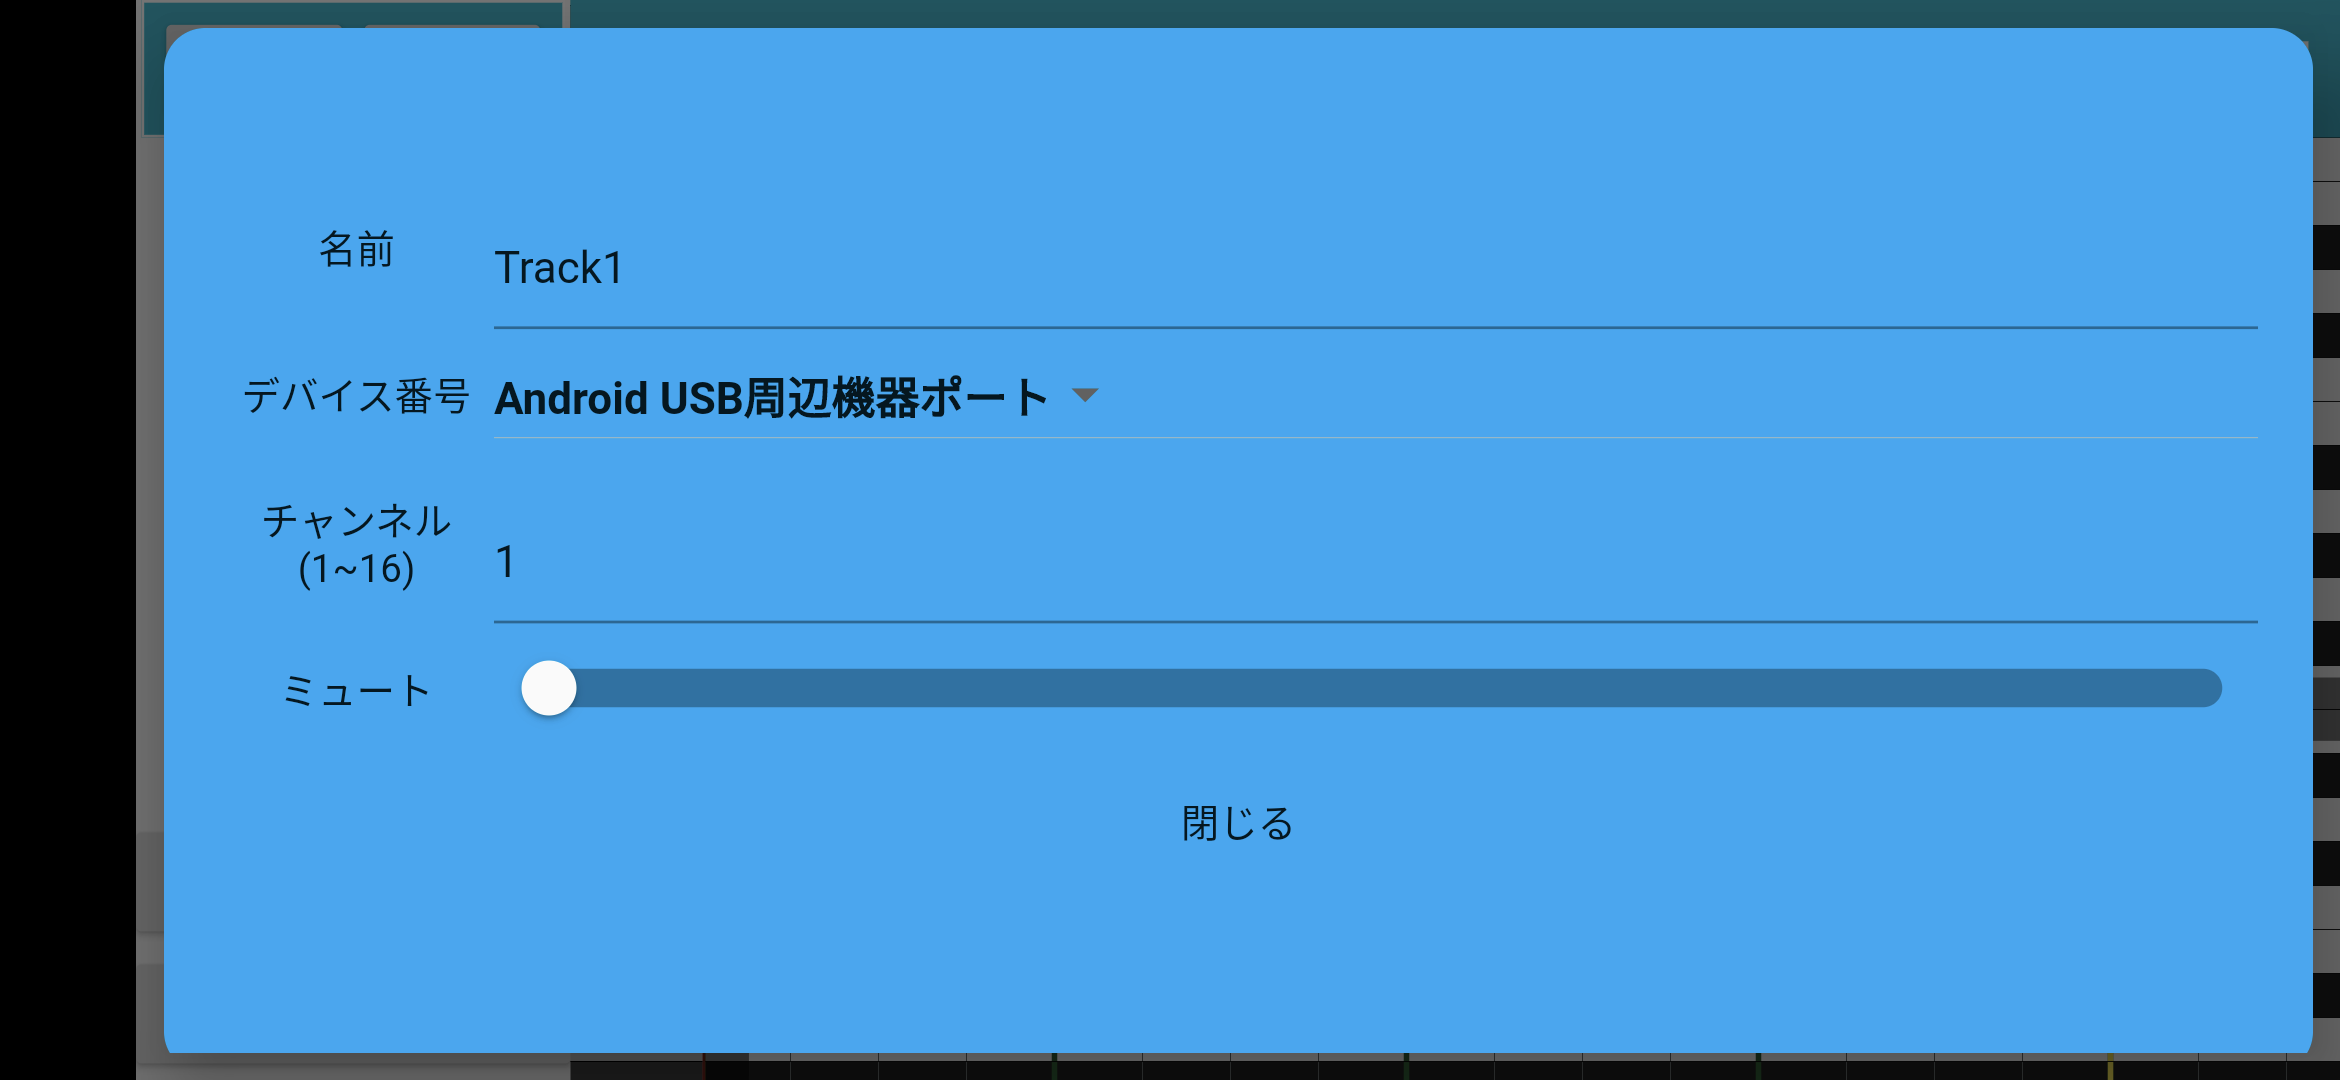 名前
Track1
デバイス番号
Android USB周辺機器ポート
チャンネル
(1~16)
1
ミュート
閉じる